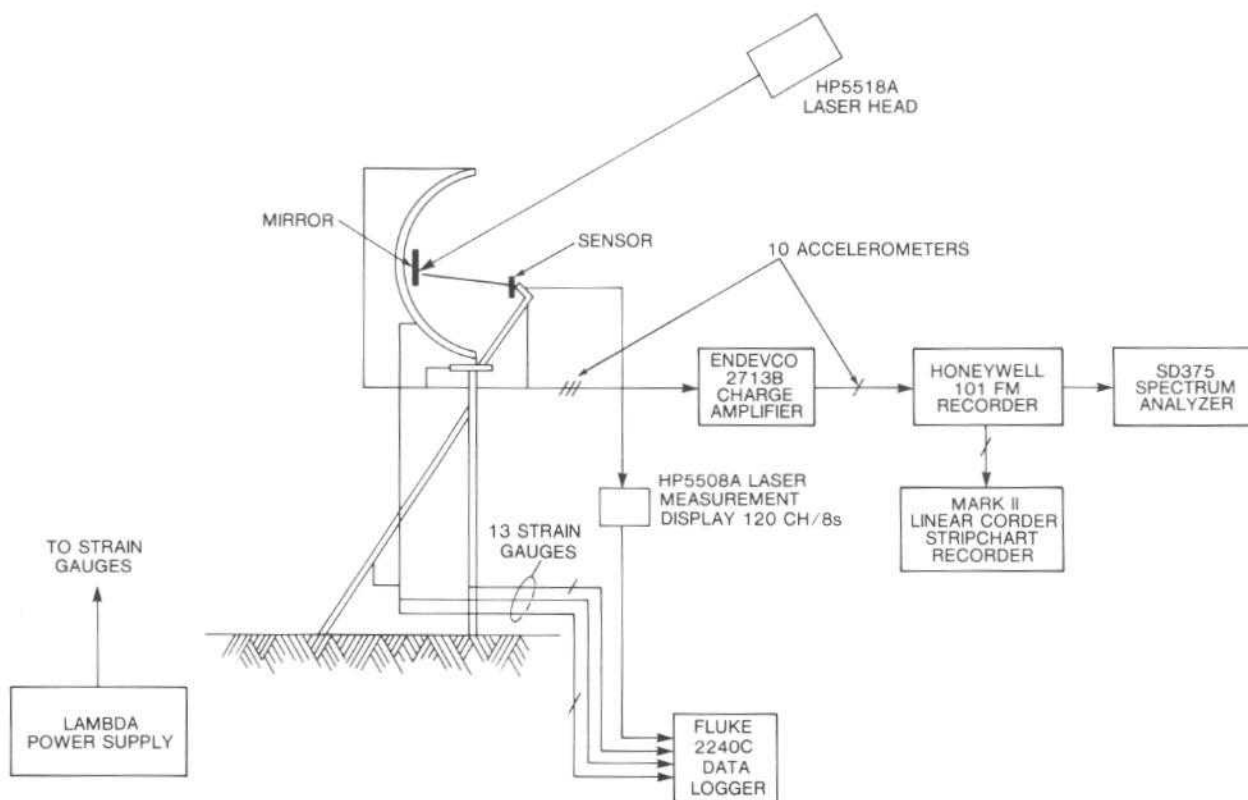 HP5518A
LASER HEAD
MIRROR
SENSOR
10 ACCELEROMETERS
ENDEVCO
2713B
CHARGE
AMPLIFIER
HONEYWELL
101 FM
RECORDER
SD375
SPECTRUM
ANALYZER
HP5508A LASER
MEASUREMENT
DISPLAY 120 CH/8s
MARK II
LINEAR CORDER
STRIPCHART
RECORDER
13 STRAIN
GAUGES
TO STRAIN
GAUGES
LAMBDA
POWER SUPPLY
FLUKE
2240C
DATA
LOGGER